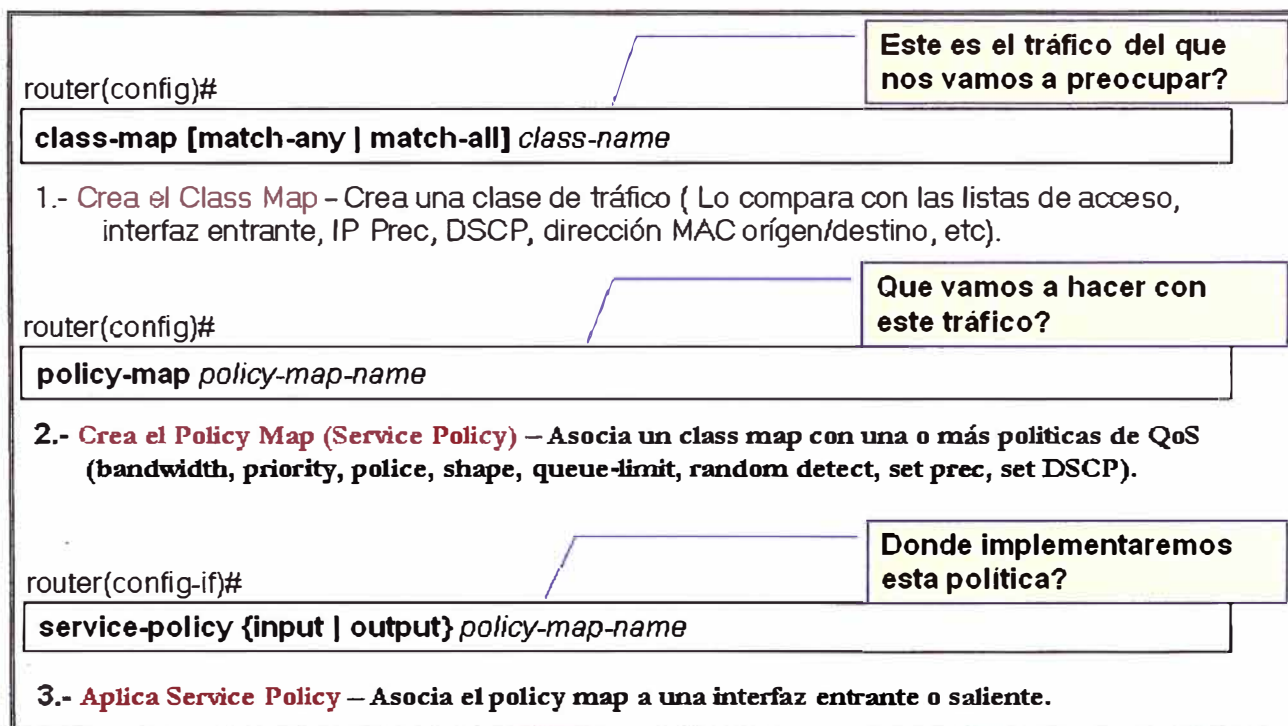 Este es el tráfico del que
nos vamos a preocupar?
router(config)#
class-map [match-any | match-all] class-name
1.- Crea el Class Map – Crea una clase de tráfico ( Lo compara con las listas de acceso,
interfaz entrante, IP Prec, DSCP, dirección MAC orígen/destino, etc).
Que vamos a hacer con
este tráfico?
router(config)#
policy-map policy-map-name
2.- Crea el Policy Map (Service Policy) – Asocia un class map con una o más politicas de QoS
(bandwidth, priority, police, shape, queue-limit, random detect, set prec, set DSCP).
Donde implementaremos
esta política?
router(config-if)#
service-policy {input | output} policy-map-name
3.- Aplica Service Policy – Asocia el policy map a una interfaz entrante o saliente.